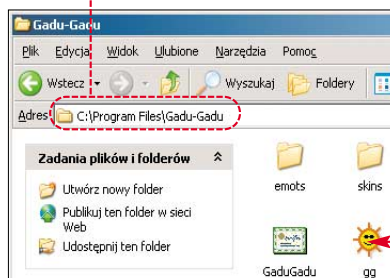 Gadu-Gadu
Plik Edycja Widok Ulubione Narzędzia Pomoc
Wstecz Wyszukaj Foldery
Adres C:\Program Files\Gadu-Gadu
Zadania plików i folderów
Utwórz nowy folder
Publikuj ten folder w sieci
Web
Udostępnij ten folder
emots skins
GaduGadu gg